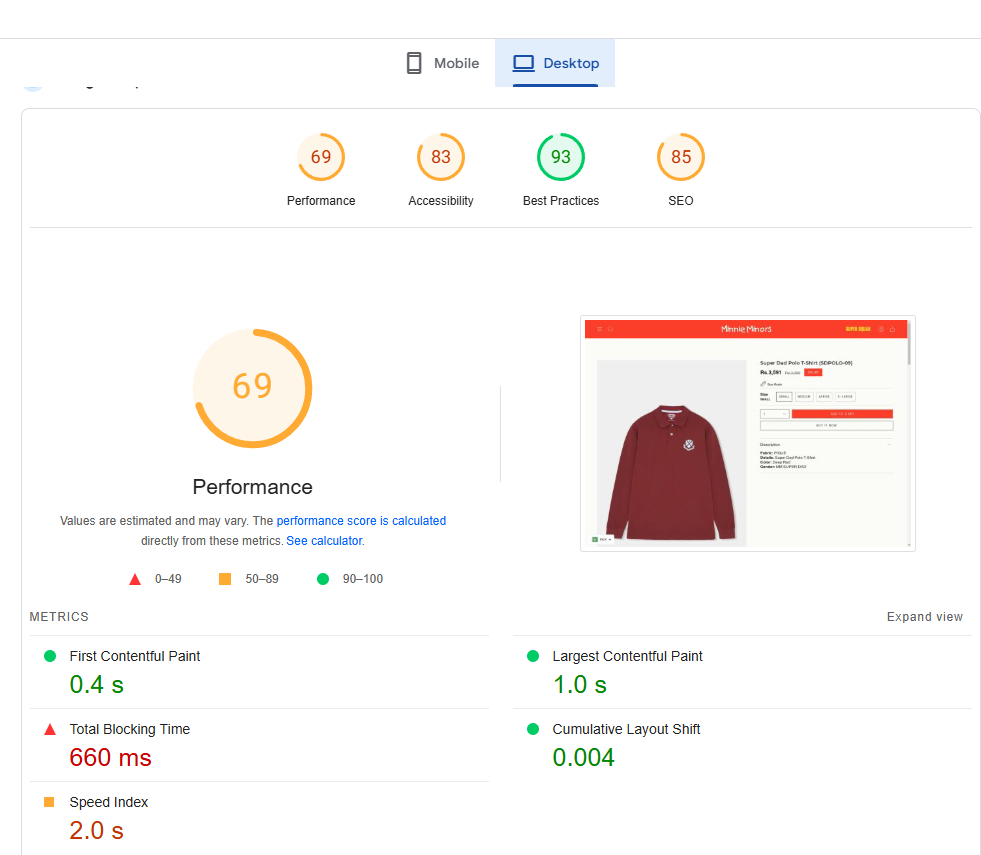 Mobile
Desktop
69
83
93
85
Performance
Accessibility
Best Practices
SEO
69
Performance
Values are estimated and may vary. The performance score is calculated
directly from these metrics. See calculator.
0–49
50–89
90–100
Minnie Minors
Super Dad Polo T-Shirt (SDPOLO-09)
Rs.3,591
Size
Description
METRICS
Expand view
First Contentful Paint
0.4 s
Largest Contentful Paint
1.0 s
Total Blocking Time
660 ms
Cumulative Layout Shift
0.004
Speed Index
2.0 s